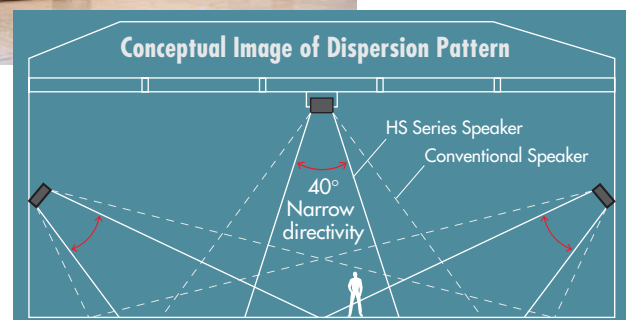 Conceptual Image of Dispersion Pattern
HS Series Speaker
Conventional Speaker
40°
Narrow
directivity